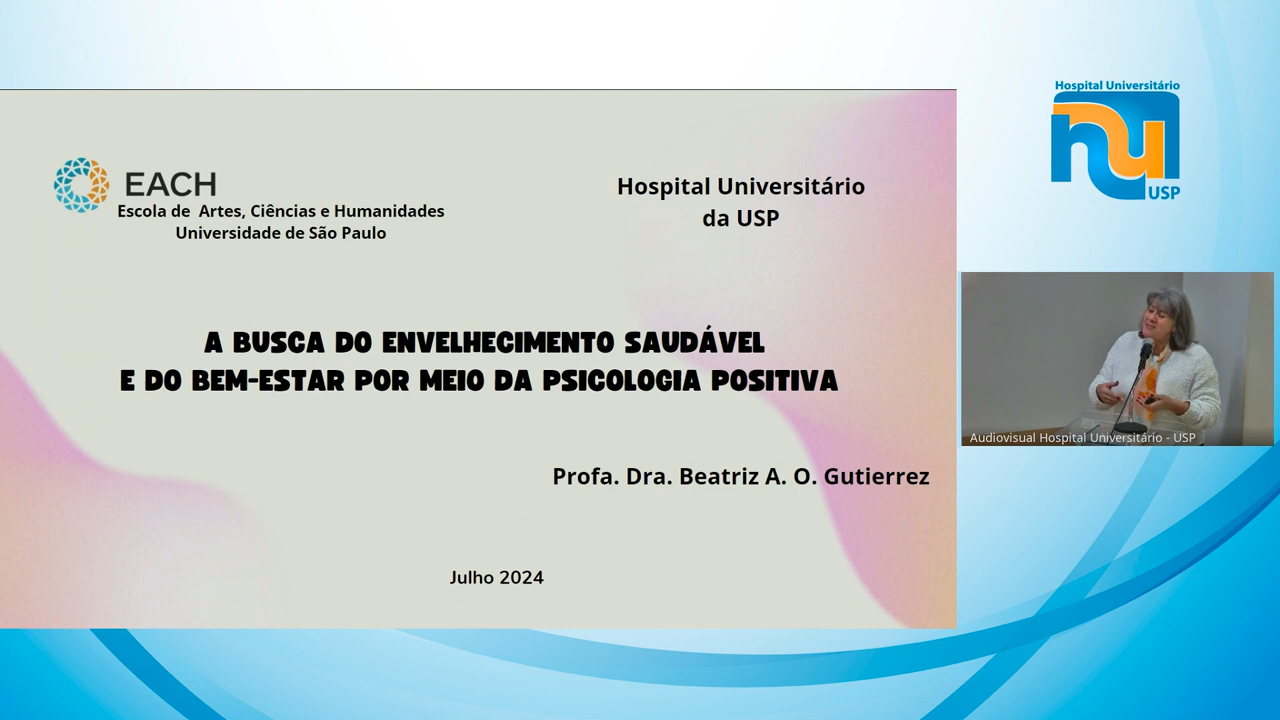 EACH
Escola de Artes, Ciências e Humanidades
Universidade de São Paulo
Hospital Universitário
da USP
A BUSCA DO ENVELHECIMENTO SAUDÁVEL
E DO BEM-ESTAR POR MEIO DA PSICOLOGIA POSITIVA
Profa. Dra. Beatriz A. O. Gutierrez
Julho 2024
Hospital Universitário
hu
USP
Audiovisual Hospital Universitário - USP